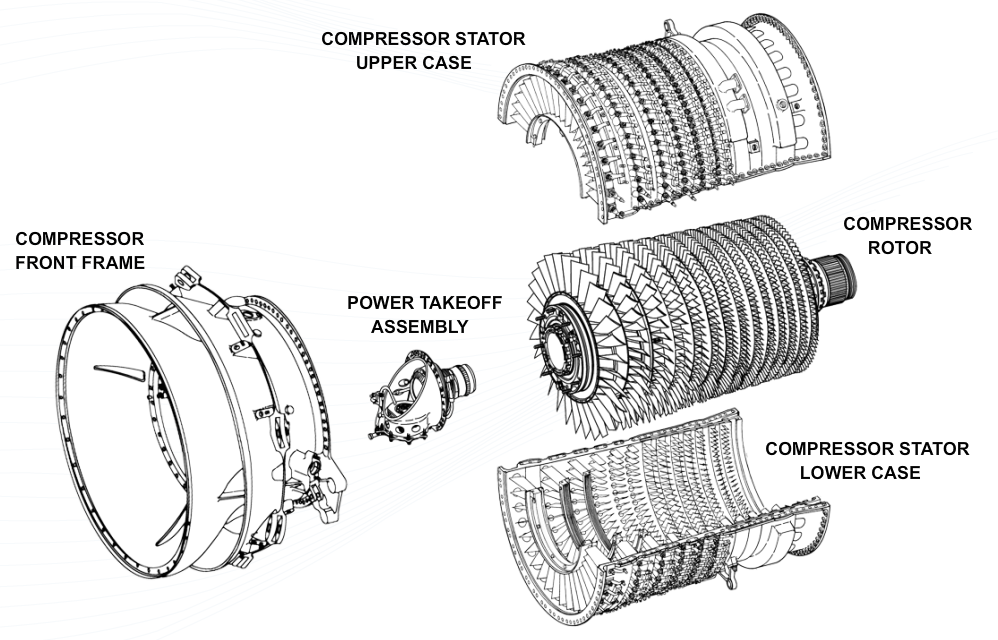 COMPRESSOR STATOR
UPPER CASE
COMPRESSOR
ROTOR
COMPRESSOR
FRONT FRAME
POWER TAKEOFF
ASSEMBLY
COMPRESSOR STATOR
LOWER CASE